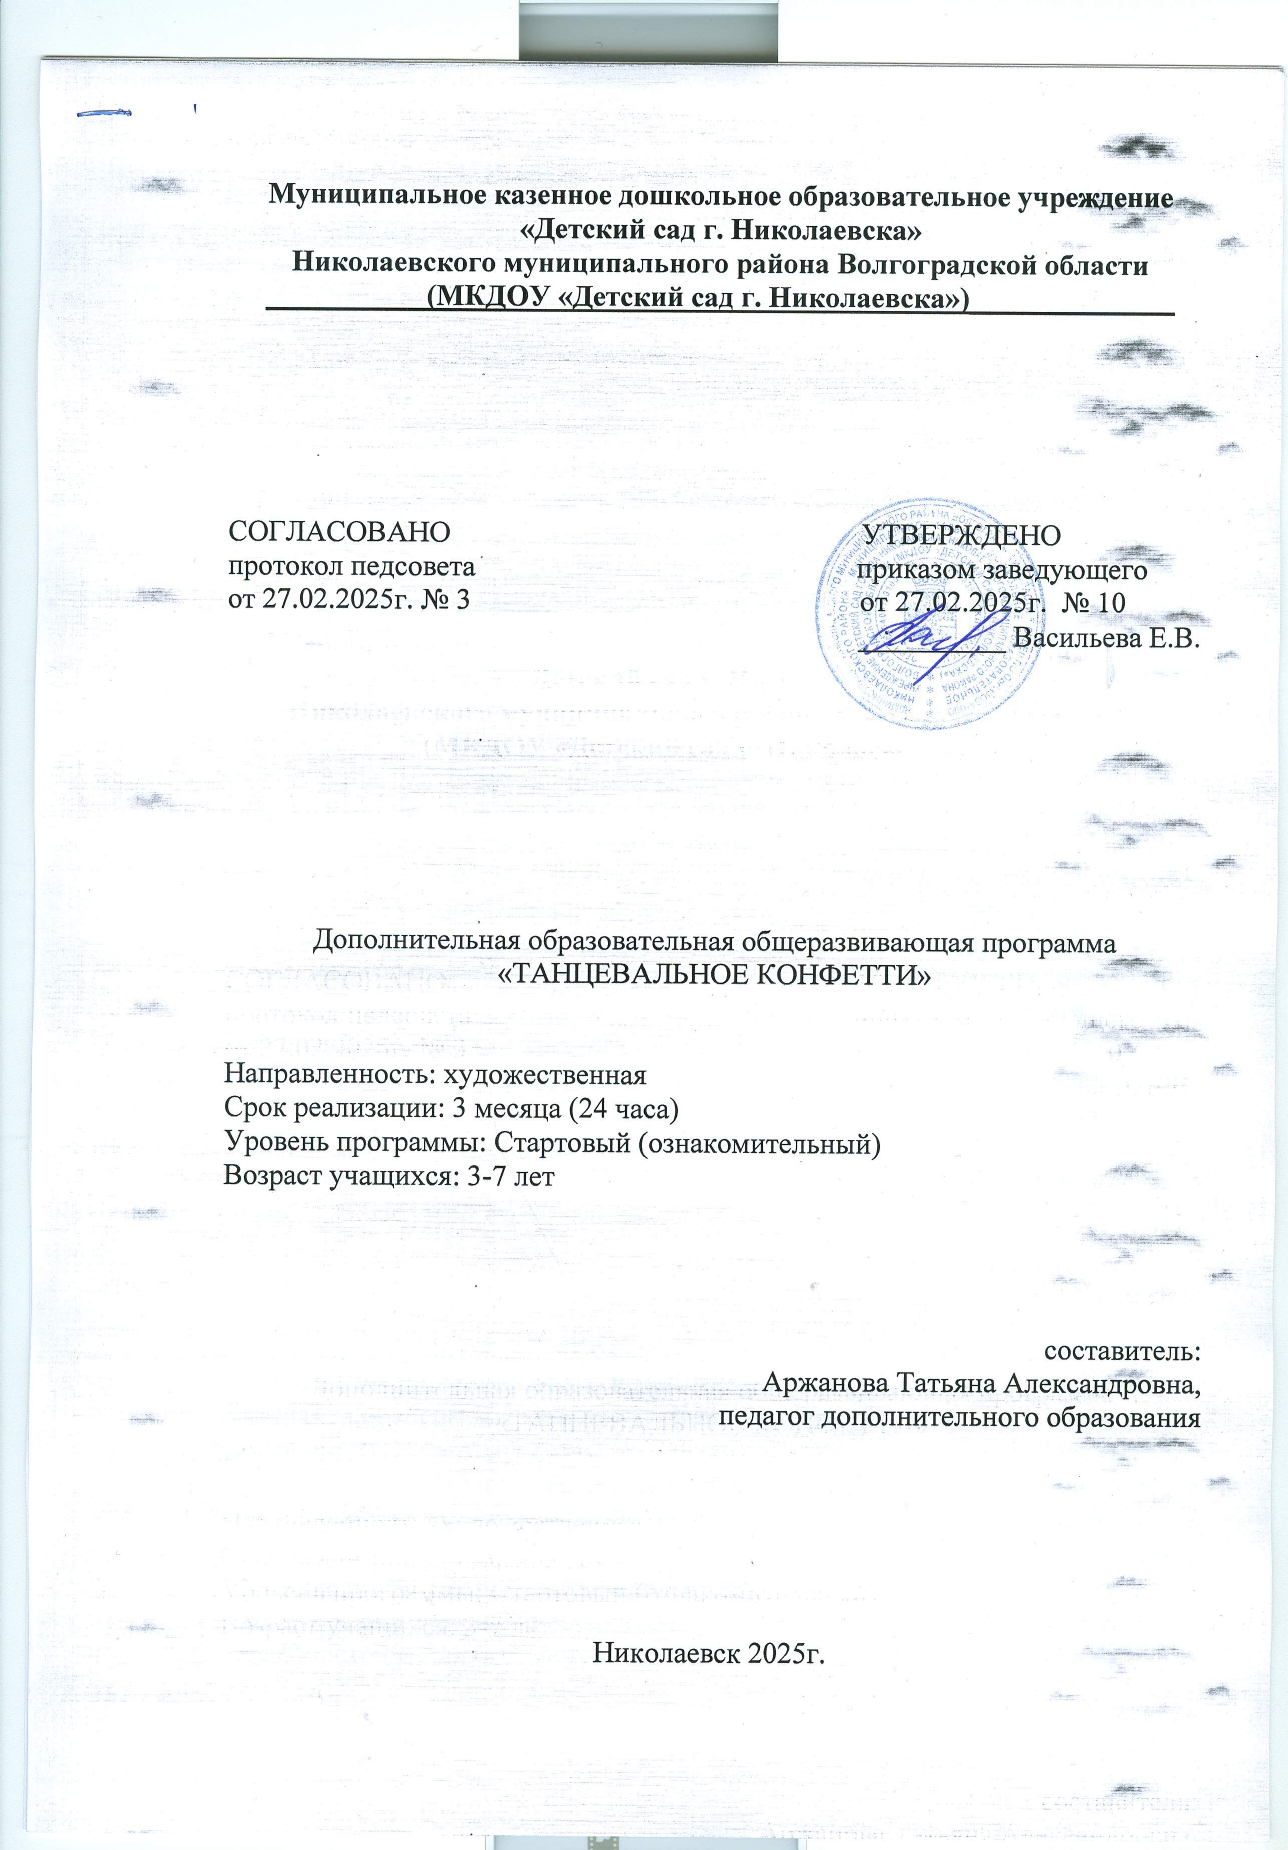 Муниципальное казенное дошкольное образовательное учреждение
«Детский сад г. Николаевска»
Николаевского муниципального района Волгоградской области
(МКДОУ «Детский сад г. Николаевска»)
СОГЛАСОВАНО
протокол педсовета
от 27.02.2025г. № 3
УТВЕРЖДЕНО
приказом заведующего
от 27.02.2025г. № 10
Васильева Е.В.
Дополнительная образовательная общеразвивающая программа
«ТАНЦЕВАЛЬНОЕ КОНФЕТТИ»
Направленность: художественная
Срок реализации: 3 месяца (24 часа)
Уровень программы: Стартовый (ознакомительный)
Возраст учащихся: 3-7 лет
составитель:
Аржанова Татьяна Александровна,
педагог дополнительного образования
Николаевск 2025г.